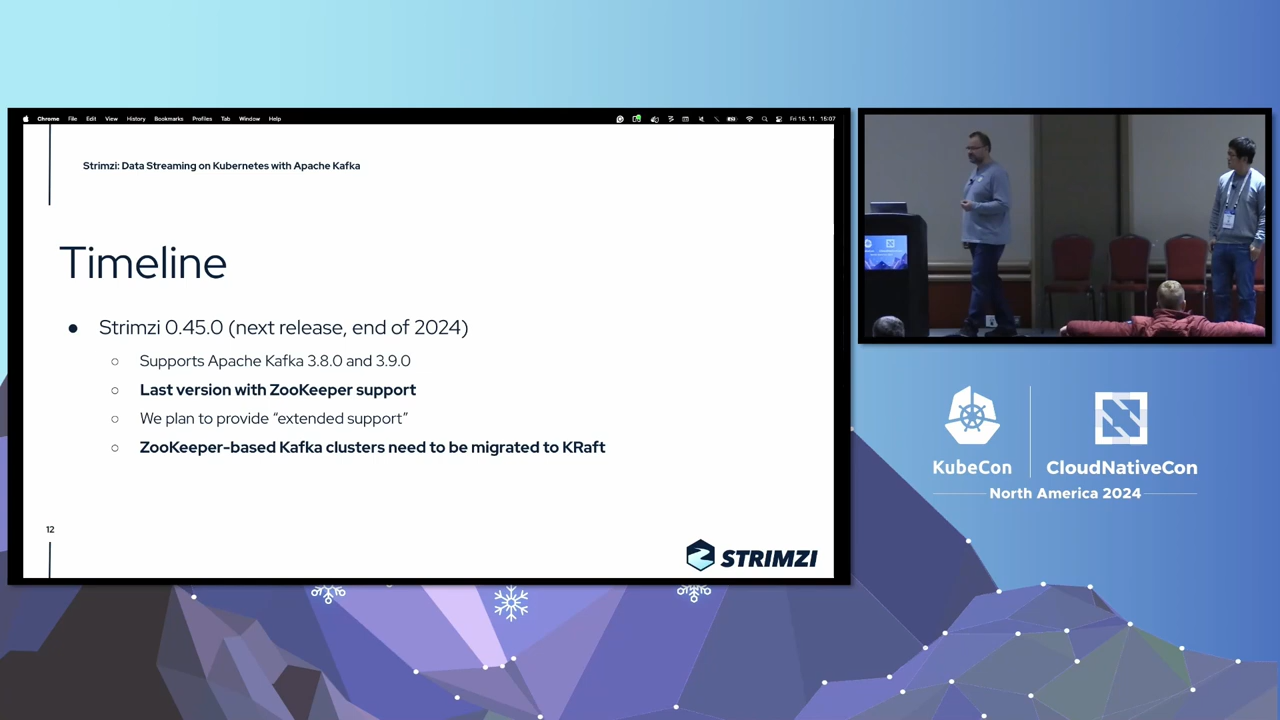 Chrome File Edit View History Bookmarks Profiles Tab Window Help Fri 15. 11. 15:07
Strimzi: Data Streaming on Kubernetes with Apache Kafka
Timeline
● Strimzi 0.45.0 (next release, end of 2024)
○ Supports Apache Kafka 3.8.0 and 3.9.0
○ Last version with ZooKeeper support
○ We plan to provide “extended support”
○ ZooKeeper-based Kafka clusters need to be migrated to KRaft
12
STRIMZI
KubeCon CloudNativeCon
North America 2024